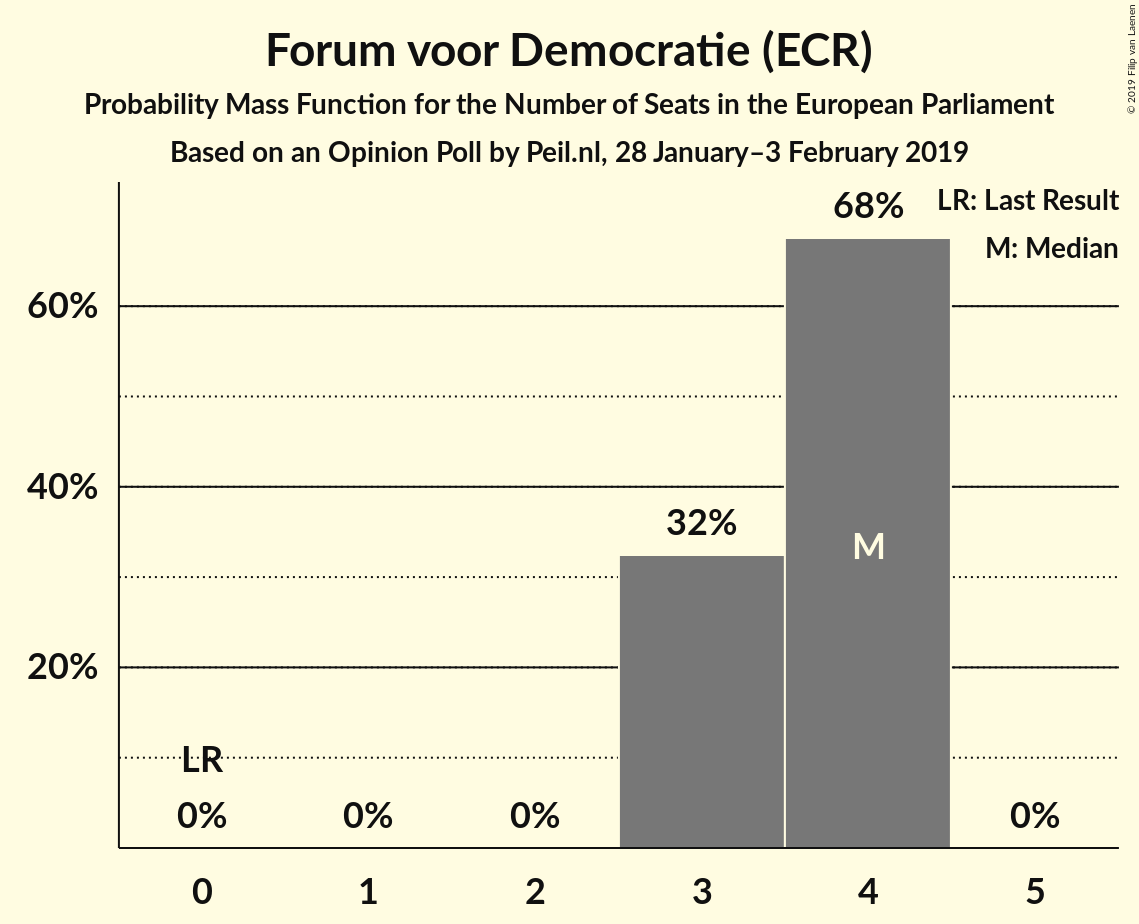 Forum voor Democratie (ECR)
Probability Mass Function for the Number of Seats in the European Parliament
Based on an Opinion Poll by Peil.nl, 28 January–3 February 2019
© 2019 Filip van Laenen
LR: Last Result
M: Median
68%
60%
40%
32%
M
20%
LR
0% 0% 0% 0%
0 1 2 3 4 5